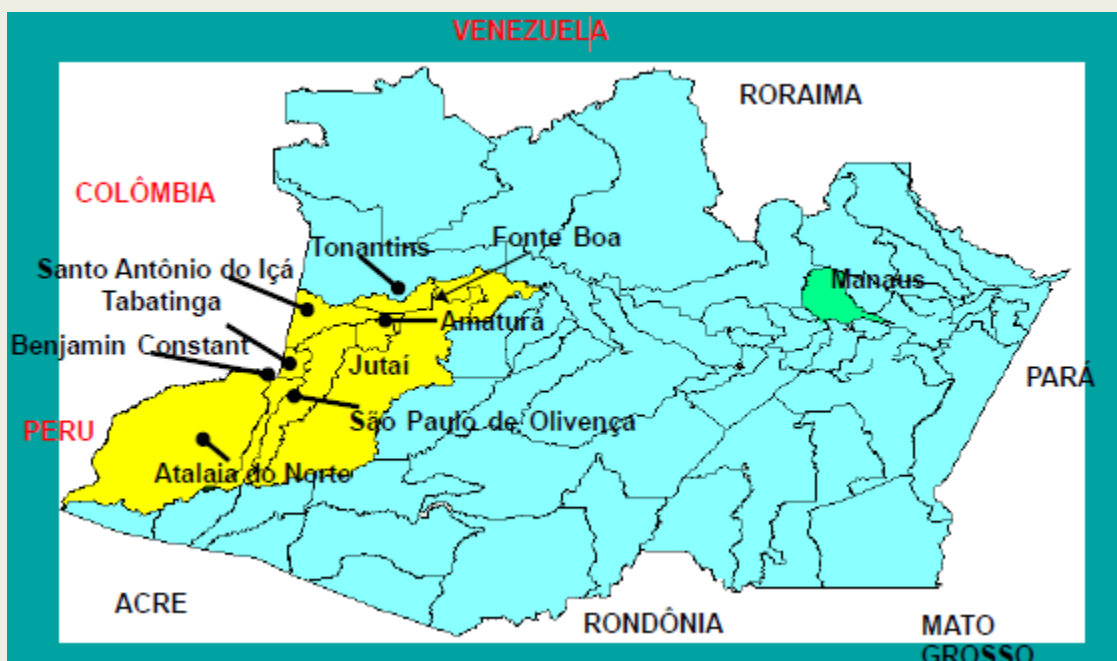 VENEZUELA
RORAIMA
COLÔMBIA
Tonantins
Fonte Boa
Santo Antônio do Içá
Manaus
Tabatinga
Amaturá
Benjamin Constant
Jutaí
PARÁ
PERU
São Paulo de Olivença
Atalaia do Norte
ACRE
RONDÔNIA
MATO
GROSSO